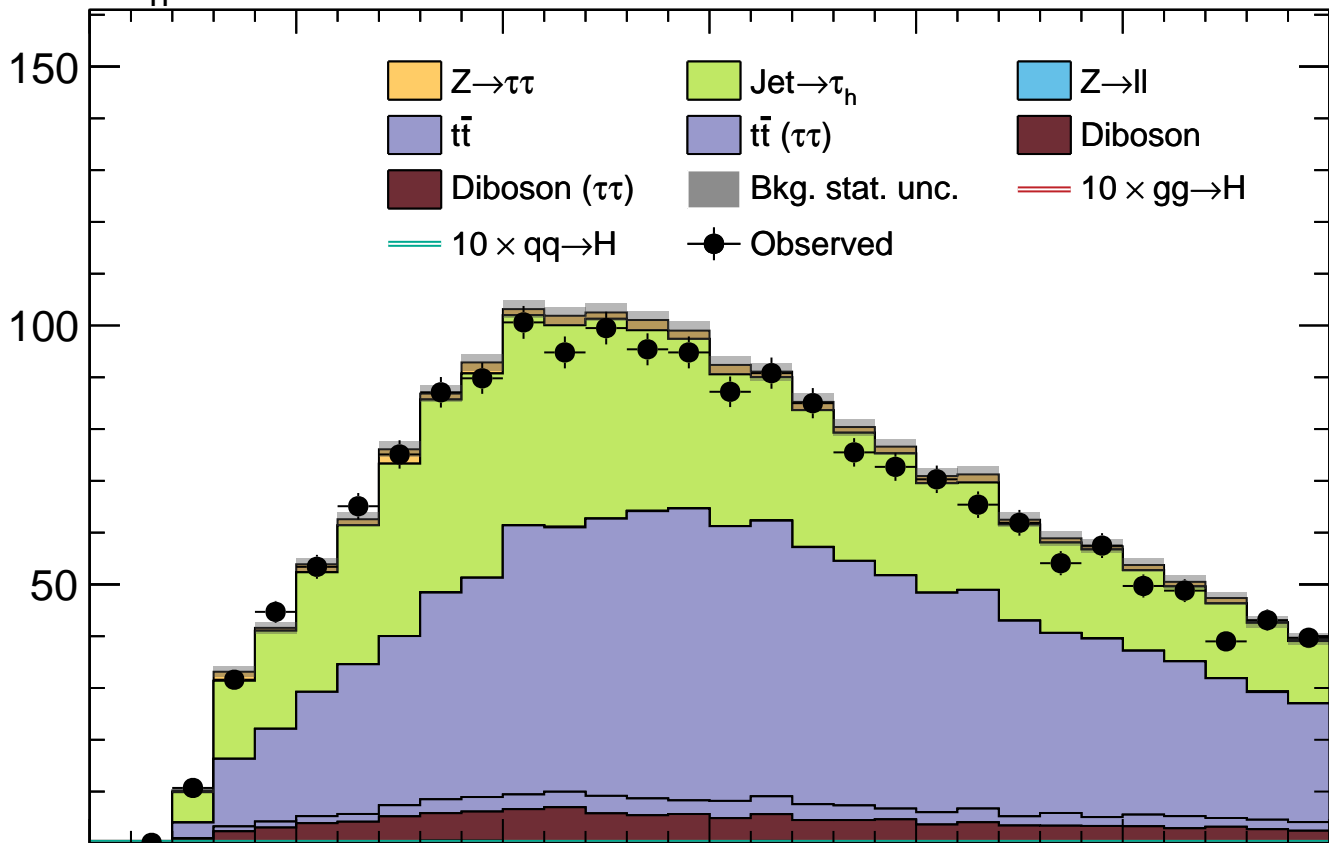 150
Z→ττ Jet→τh Z→ll
tt̄ tt̄ (ττ) Diboson
Diboson (ττ) Bkg. stat. unc. 10 × gg→H
10 × qq→H Observed
100
50